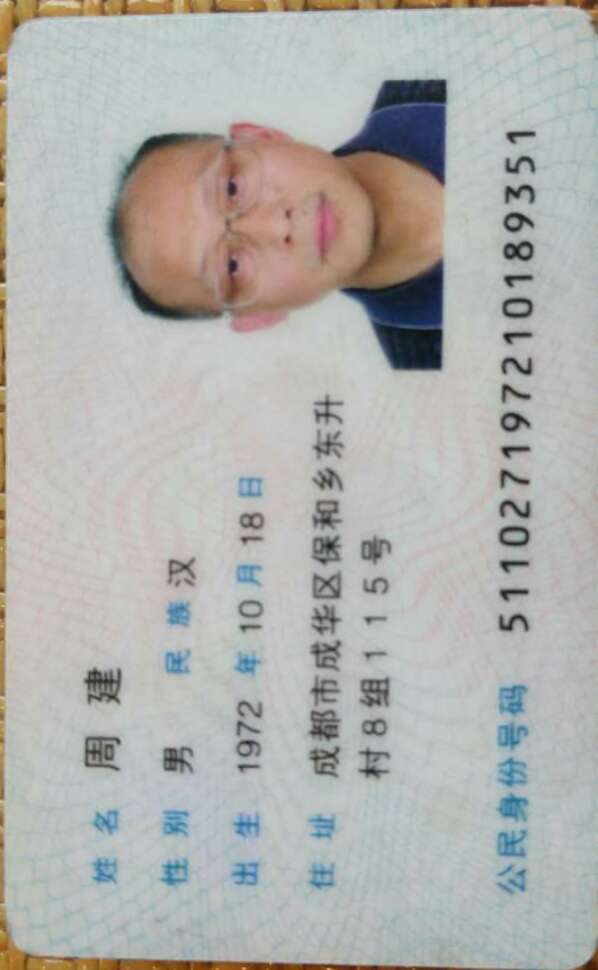 姓名 周建
性别 男 民族 汉
出生 1972 年 10 月 18 日
住址 成都市成华区保和乡东升
村8组115号
公民身份号码 511027197210189351